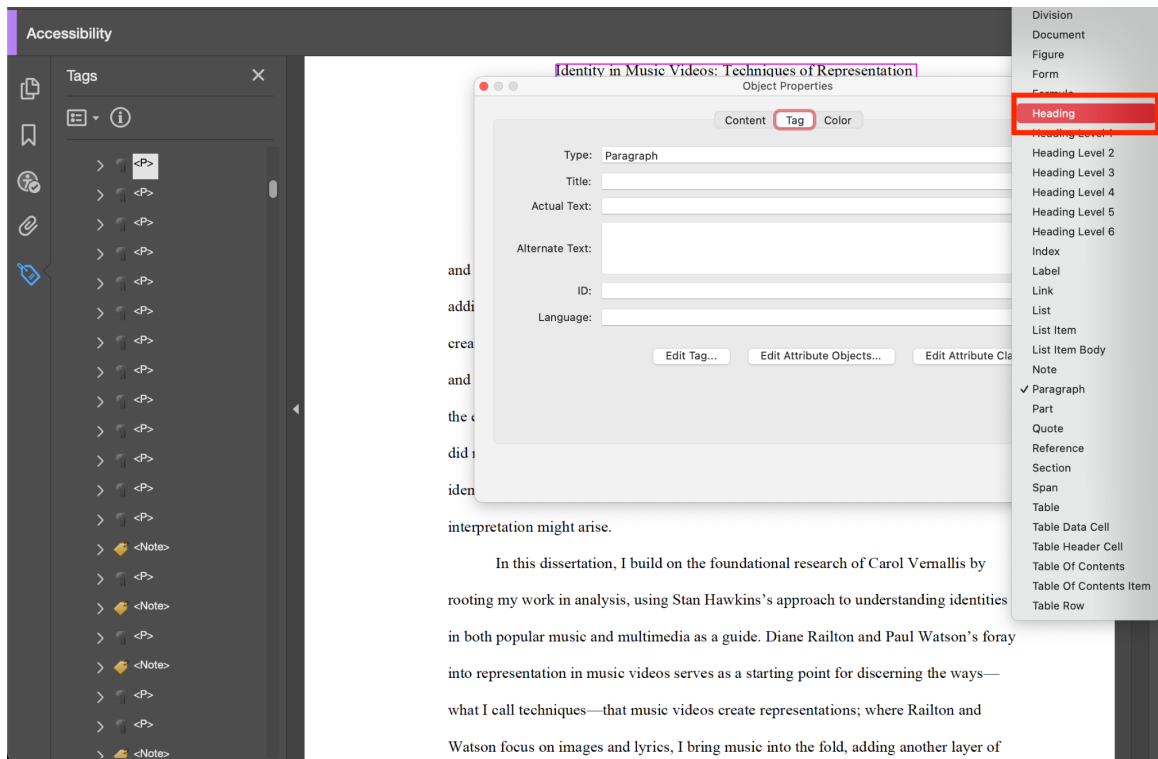 Accessibility
Tags
<P>
<P>
<P>
<P>
<P>
<P>
<P>
<P>
<P>
<P>
<P>
<P>
<P>
<Note>
<P>
<Note>
<P>
<Note>
<P>
<P>
<Note>
Identity in Music Videos: Techniques of Representation
Object Properties
Content Tag Color
Type: Paragraph
Title:
Actual Text:
Alternate Text:
ID:
Language:
Edit Tag... Edit Attribute Objects... Edit Attribute
and
the
did
interpretation might arise.
In this dissertation, I build on the foundational research of Carol Vernallis by
rooting my work in analysis, using Stan Hawkins’s approach to understanding identities
in both popular music and multimedia as a guide. Diane Railton and Paul Watson’s foray
into representation in music videos serves as a starting point for discerning the ways—
what I call techniques—that music videos create representations; where Railton and
Watson focus on images and lyrics, I bring music into the fold, adding another layer of
Division
Document
Figure
Form
Formula
Heading
Heading Level 1
Heading Level 2
Heading Level 3
Heading Level 4
Heading Level 5
Heading Level 6
Index
Label
Link
List
List Item
List Item Body
Note
✓ Paragraph
Part
Quote
Reference
Section
Span
Table
Table Data Cell
Table Header Cell
Table Of Contents
Table Of Contents Item
Table Row